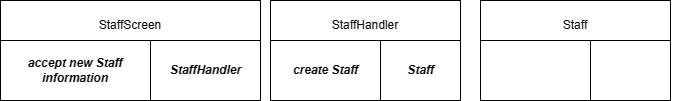 StaffScreen
StaffHandler
Staff
accept new Staff
information
StaffHandler
create Staff
Staff